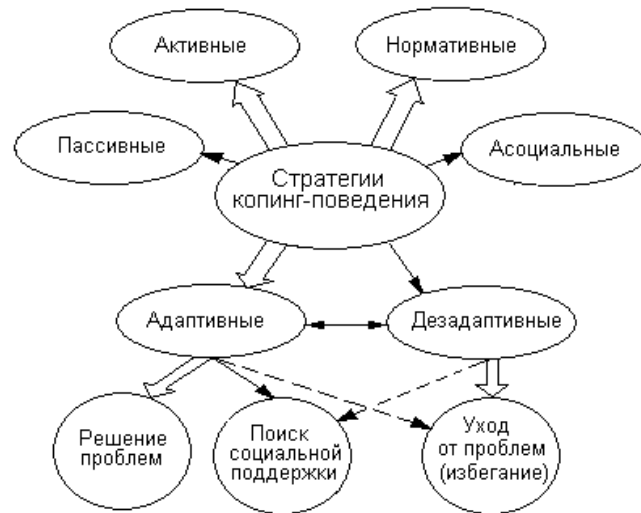 Активные
Нормативные
Пассивные
Асоциальные
Стратегии
копинг-поведения
Адаптивные
Дезадаптивные
Решение
проблем
Поиск
социальной
поддержки
Уход
от проблем
(избегание)